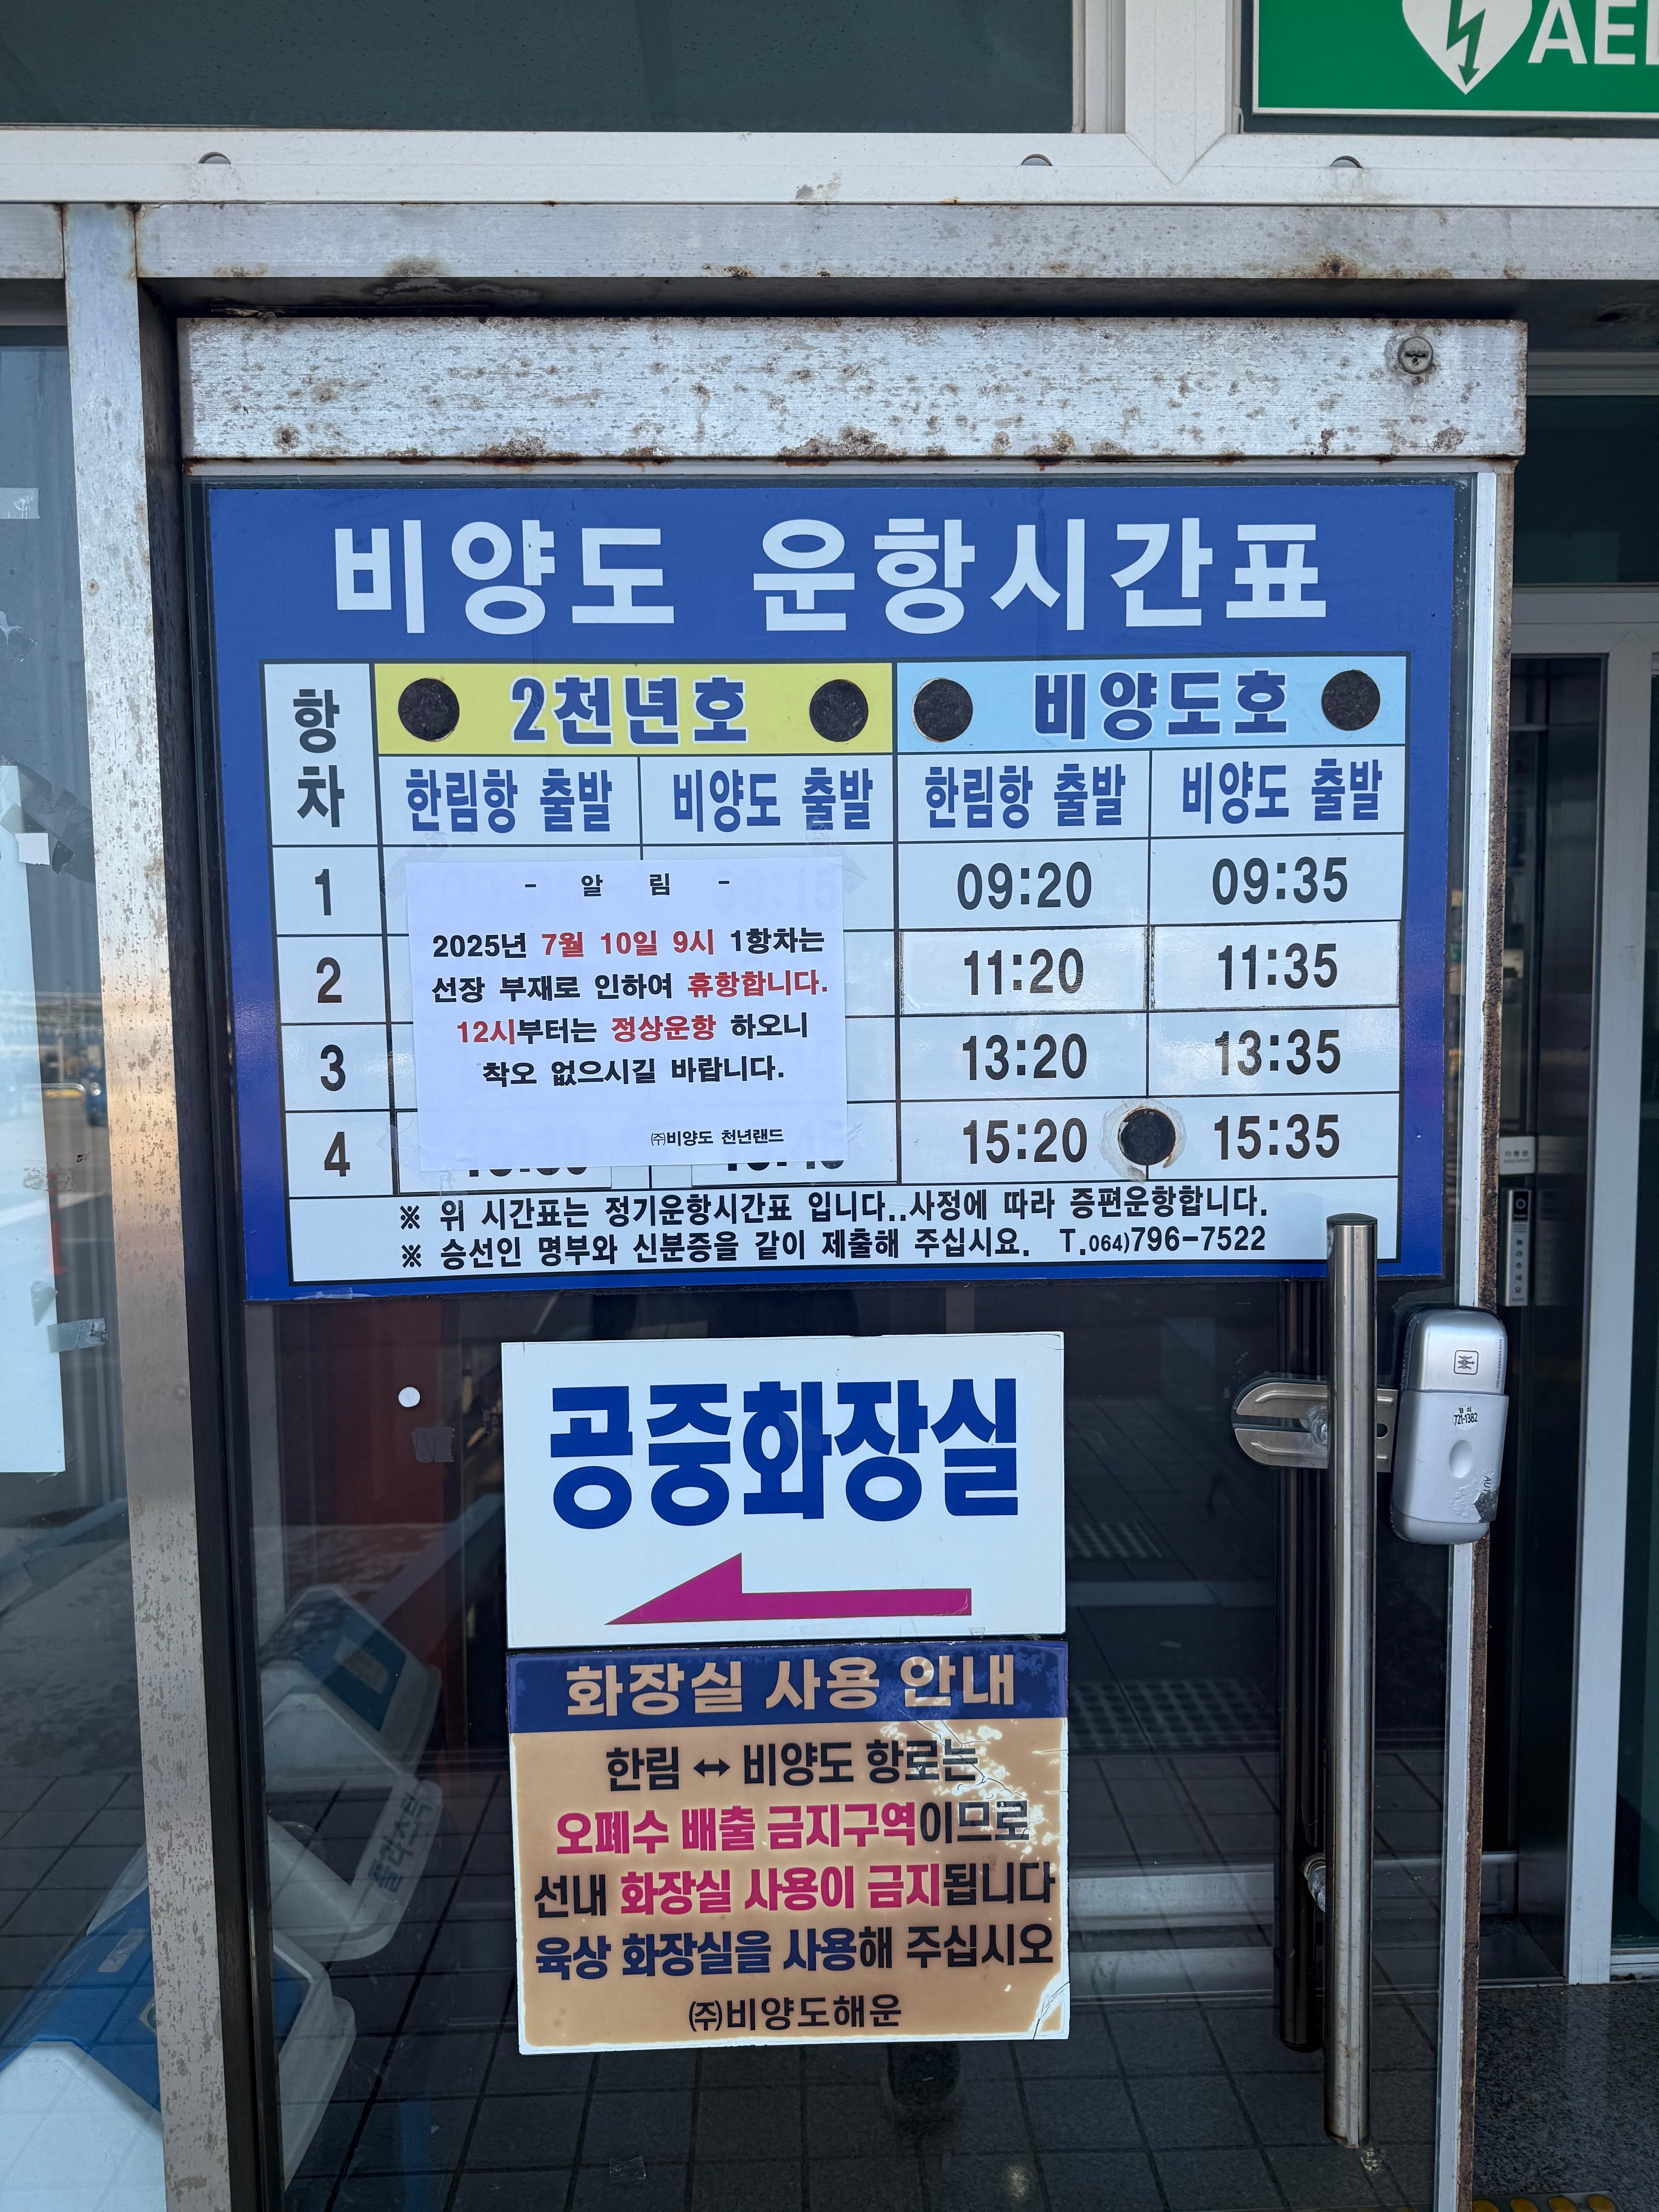 AED
비양도 운항시간표
항차 2천년호 비양도호
한림항 출발 비양도 출발 한림항 출발 비양도 출발
1 09:20 09:35
2 11:20 11:35
3 13:20 13:35
4 15:20 15:35
- 알 림 -
2025년 7월 10일 9시 1항차는
선장 부재로 인하여 휴항합니다.
12시부터는 정상운항 하오니
착오 없으시길 바랍니다.
㈜비양도 천년랜드
※ 위 시간표는 정기운항시간표 입니다..사정에 따라 증편운항합니다.
※ 승선인 명부와 신분증을 같이 제출해 주십시요. T.064)796-7522
공중화장실
화장실 사용 안내
한림 ↔ 비양도 항로는
오폐수 배출 금지구역이므로
선내 화장실 사용이 금지됩니다
육상 화장실을 사용해 주십시오
㈜비양도해운
721-1382